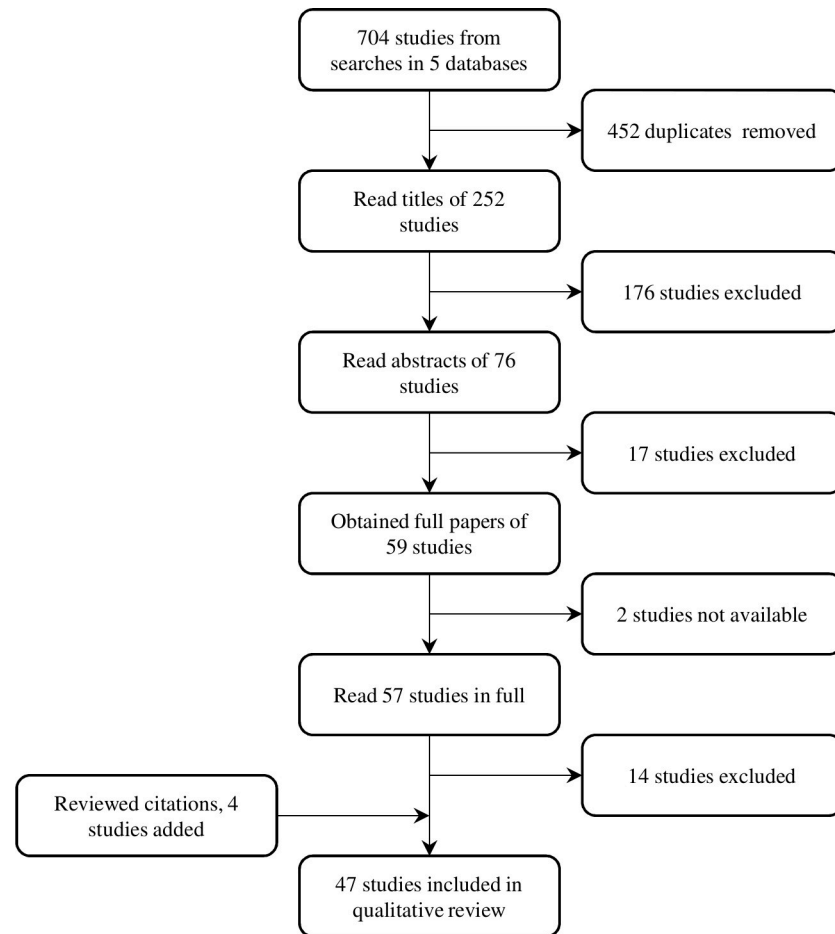 704 studies from
searches in 5 databases
452 duplicates removed
Read titles of 252
studies
176 studies excluded
Read abstracts of 76
studies
17 studies excluded
Obtained full papers of
59 studies
2 studies not available
Read 57 studies in full
14 studies excluded
Reviewed citations, 4
studies added
47 studies included in
qualitative review